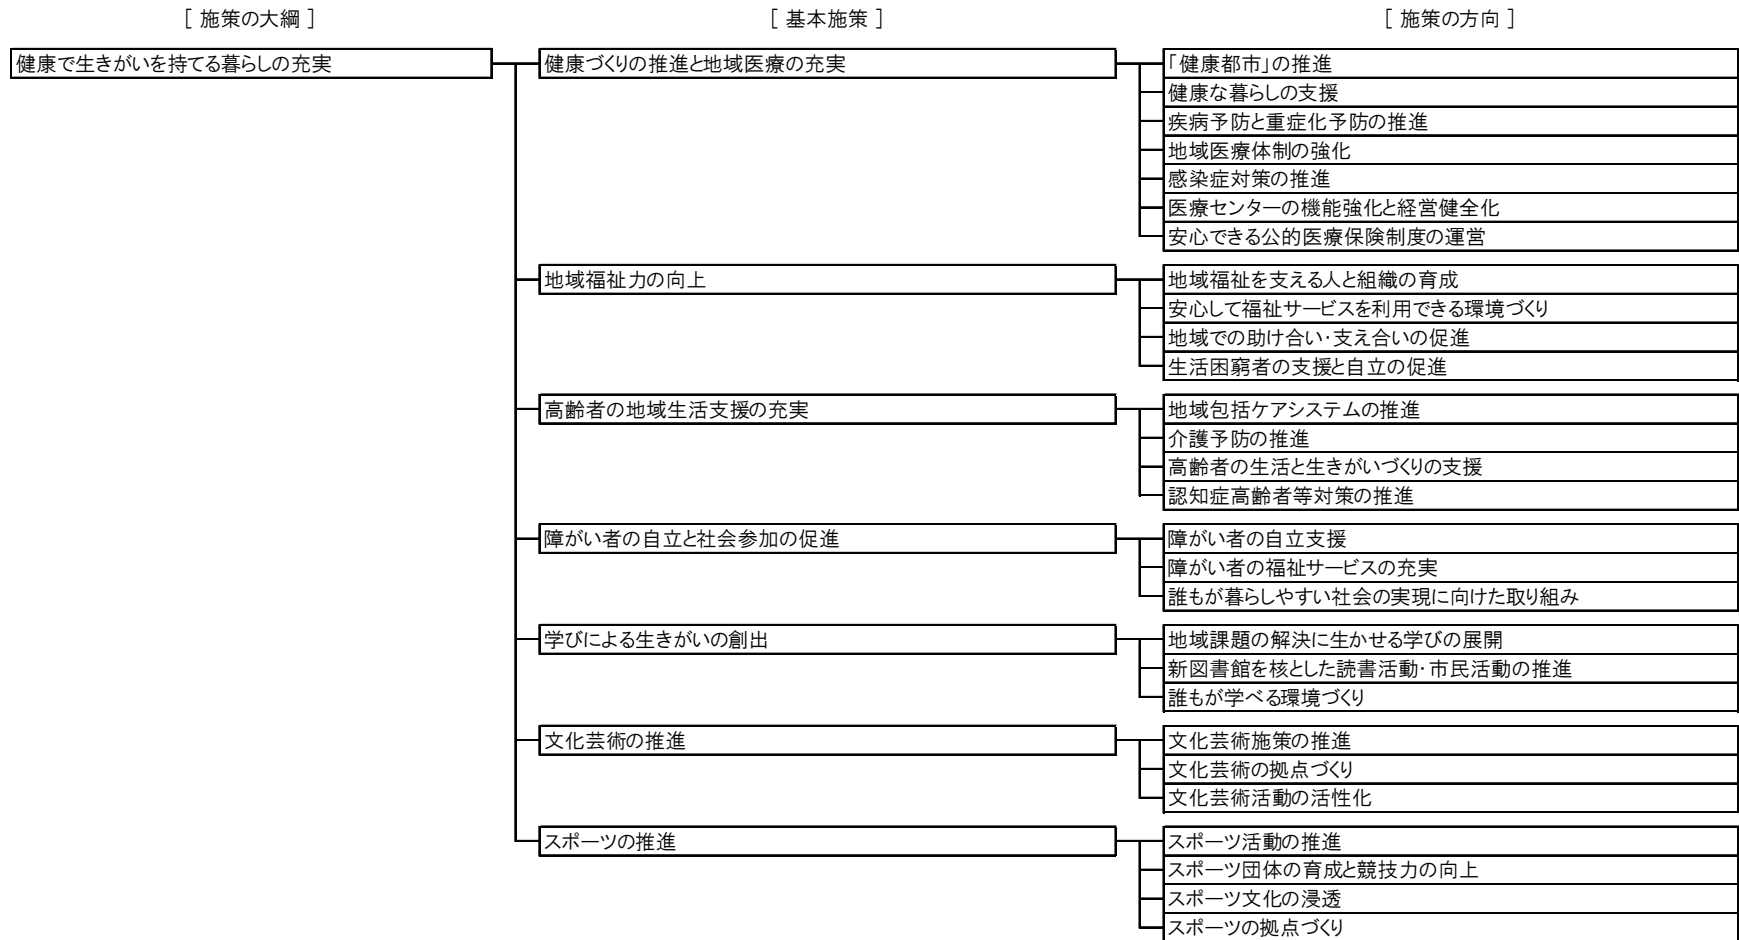 [ 施策の大綱 ]
[ 基本施策 ]
[ 施策の方向 ]
健康で生きがいを持てる暮らしの充実
健康づくりの推進と地域医療の充実
「健康都市」の推進
健康な暮らしの支援
疾病予防と重症化予防の推進
地域医療体制の強化
感染症対策の推進
医療センターの機能強化と経営健全化
安心できる公的医療保険制度の運営
地域福祉力の向上
地域福祉を支える人と組織の育成
安心して福祉サービスを利用できる環境づくり
地域での助け合い・支え合いの促進
生活困窮者の支援と自立の促進
高齢者の地域生活支援の充実
地域包括ケアシステムの推進
介護予防の推進
高齢者の生活と生きがいづくりの支援
認知症高齢者等対策の推進
障がい者の自立と社会参加の促進
障がい者の自立支援
障がい者の福祉サービスの充実
誰もが暮らしやすい社会の実現に向けた取り組み
学びによる生きがいの創出
地域課題の解決に生かせる学びの展開
新図書館を核とした読書活動・市民活動の推進
誰もが学べる環境づくり
文化芸術の推進
文化芸術施策の推進
文化芸術の拠点づくり
文化芸術活動の活性化
スポーツの推進
スポーツ活動の推進
スポーツ団体の育成と競技力の向上
スポーツ文化の浸透
スポーツの拠点づくり